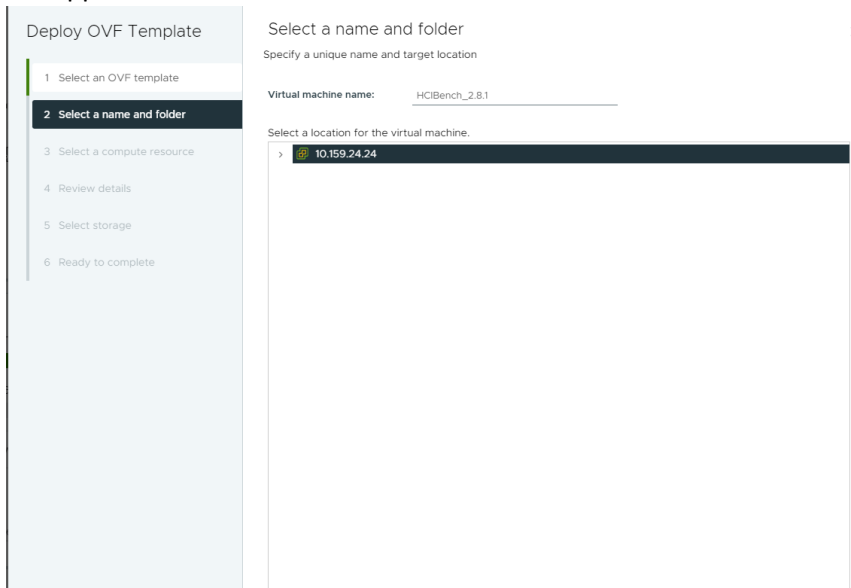 Deploy OVF Template
1 Select an OVF template
2 Select a name and folder
3 Select a compute resource
4 Review details
5 Select storage
6 Ready to complete
Select a name and folder
Specify a unique name and target location
Virtual machine name: HCIBench_2.8.1
Select a location for the virtual machine.
> 10.159.24.24